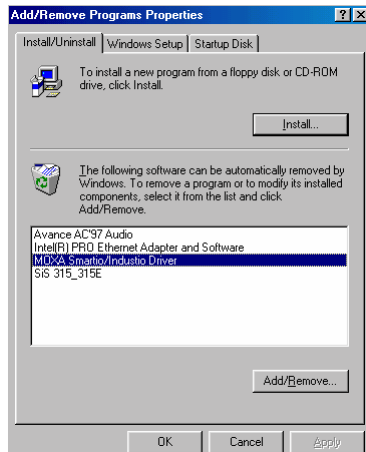 Add/Remove Programs Properties
Install/Uninstall Windows Setup Startup Disk
To install a new program from a floppy disk or CD-ROM
drive, click Install.
Install...
The following software can be automatically removed by
Windows. To remove a program or to modify its installed
components, select it from the list and click
Add/Remove.
Avance AC'97 Audio
Intel(R) PRO Ethernet Adapter and Software
MOXA Smartio/Industio Driver
SiS 315_315E
Add/Remove...
OK Cancel Apply